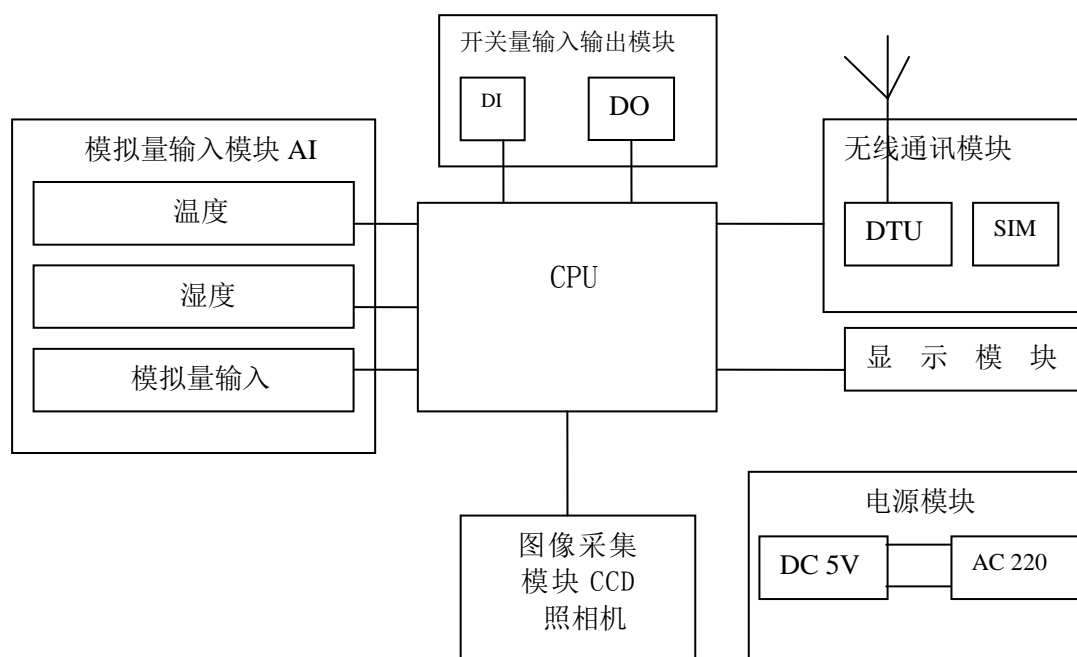 开关量输入输出模块
DI
DO
模拟量输入模块 AI
温度
湿度
模拟量输入
CPU
无线通讯模块
DTU
SIM
显 示 模 块
图像采集
模块 CCD
照相机
电源模块
DC 5V
AC 220